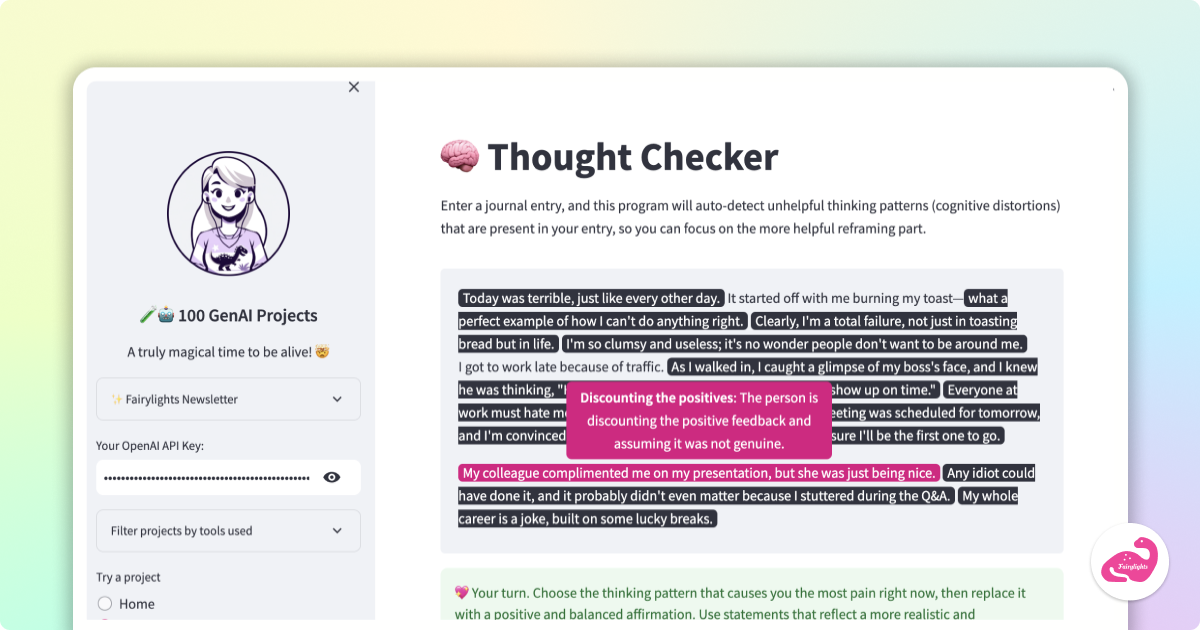 🧪🤖 100 GenAI Projects
A truly magical time to be alive! 🤯
✨ Fairylights Newsletter
Your OpenAI API Key:
••••••••••••••••••••••••••••••••••••••••••••••••••
Filter projects by tools used
Try a project
Home
🧠 Thought Checker
Enter a journal entry, and this program will auto-detect unhelpful thinking patterns (cognitive distortions)
that are present in your entry, so you can focus on the more helpful reframing part.
Today was terrible, just like every other day. It started off with me burning my toast—what a
perfect example of how I can't do anything right. Clearly, I'm a total failure, not just in toasting
bread but in life. I'm so clumsy and useless; it's no wonder people don't want to be around me.
I got to work late because of traffic. As I walked in, I caught a glimpse of my boss's face, and I knew
he was thinking, " show up on time." Everyone at
work must hate me eeting was scheduled for tomorrow,
and I'm convinced sure I'll be the first one to go.
Discounting the positives: The person is
discounting the positive feedback and
assuming it was not genuine.
My colleague complimented me on my presentation, but she was just being nice. Any idiot could
have done it, and it probably didn't even matter because I stuttered during the Q&A. My whole
career is a joke, built on some lucky breaks.
💖 Your turn. Choose the thinking pattern that causes you the most pain right now, then replace it
with a positive and balanced affirmation. Use statements that reflect a more realistic and
Fairylights